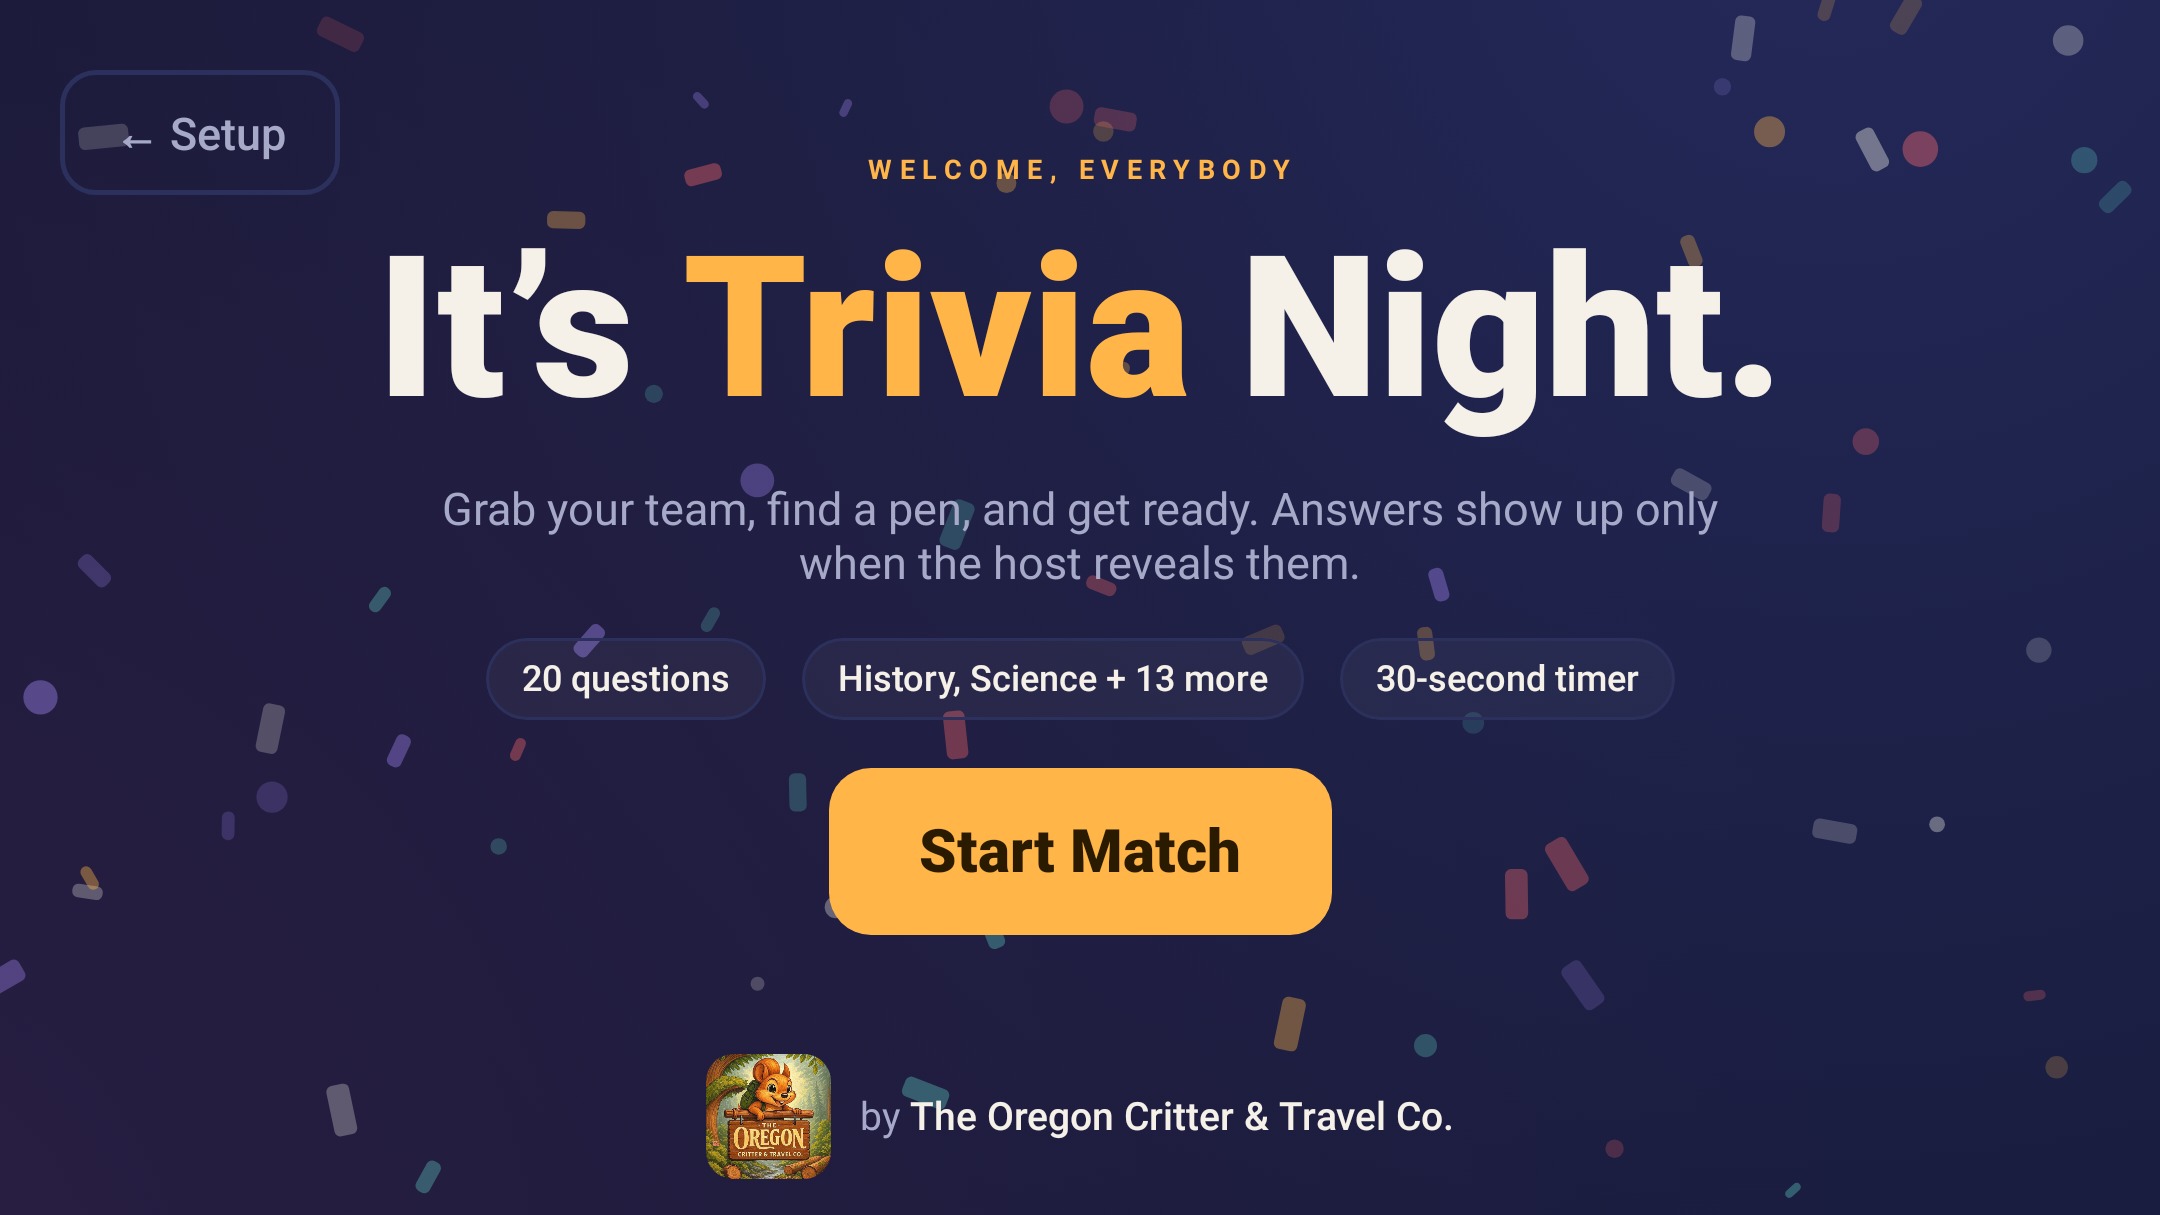 ← Setup
WELCOME, EVERYBODY
It’s Trivia Night.
Grab your team, find a pen, and get ready. Answers show up only
when the host reveals them.
20 questions
History, Science + 13 more
30-second timer
Start Match
THE
OREGON
CRITTER & TRAVEL CO.
by The Oregon Critter & Travel Co.